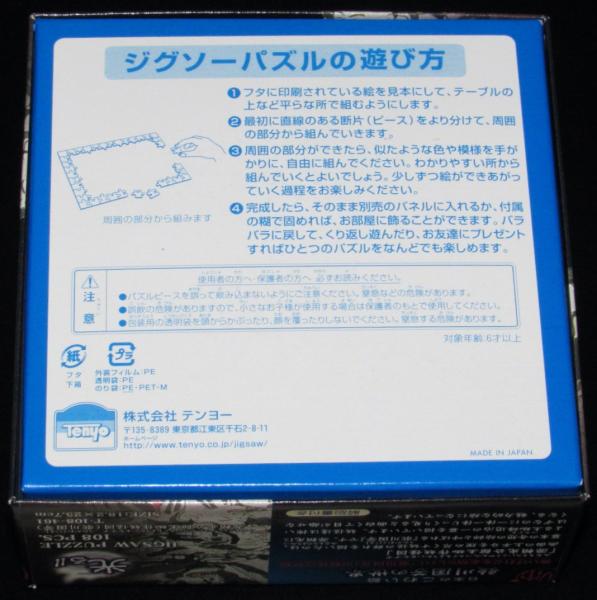 ジグソーパズルの遊び方
❶ フタに印刷されている絵を見本にして、テーブルの
上など平らな所で組むようにします。
❷ 最初に直線のある断片(ピース)をより分けて、周囲
の部分から組んでいきます。
❸ 周囲の部分ができたら、似たような色や模様を手が
かりに、自由に組んでください。わかりやすい所から
組んでいくとよいでしょう。少しずつ絵ができあがっ
ていく過程をお楽しみください。
❹ 完成したら、そのまま別売のパネルに入れるか、付属
の糊で固めれば、お部屋に飾ることができます。バラ
バラに戻して、くり返し遊んだり、お友達にプレゼント
すればひとつのパズルをなんどでも楽しめます。
周囲の部分から組みます
注意
使用者の方へ 保護者の方へ 必ずお読みください。
●パズルピースを誤って飲み込まないようにご注意ください。窒息などの危険があります。
●誤飲の危険がありますので、小さなお子様が使用する場合は保護者のもとで使用してください。
●包装用の透明袋を頭からかぶったり、顔を覆ったりしないでください。窒息する危険があります。
対象年齢:6才以上
紙
フタ
下箱
プラ
外装フィルム:PE
透明袋:PE
のり袋:PE・PET-M
Tenyo
株式会社 テンヨー
〒135-8389 東京都江東区千石2-8-11
ホームページ
www.tenyo.co.jp/jigsaw/
MADE IN JAPAN
JIGSAW PUZZLE
108 PCS.
T-108-461
SIZE:18.2×25.7cm
光る!!